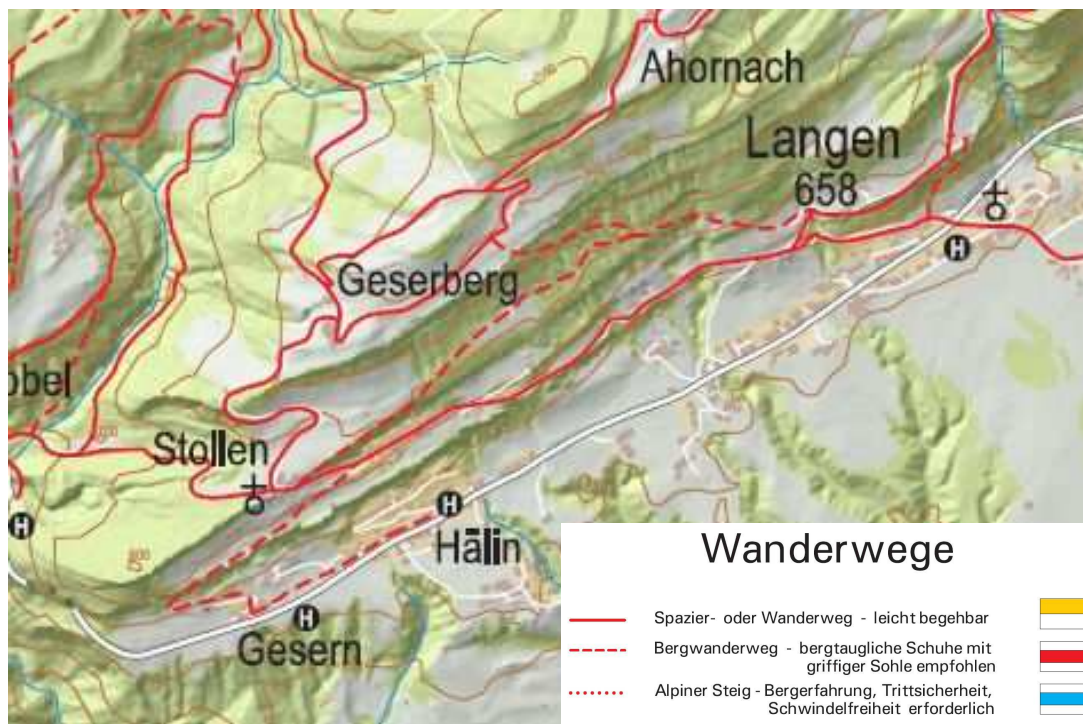 Ahornach
Langen
658
Geserberg
obel
Stollen
H
H
H
Hälin
H
Gesern
Wanderwege
Spazier- oder Wanderweg - leicht begehbar
Bergwanderweg - bergtaugliche Schuhe mit
griffiger Sohle empfohlen
Alpiner Steig - Bergerfahrung, Trittsicherheit,
Schwindelfreiheit erforderlich